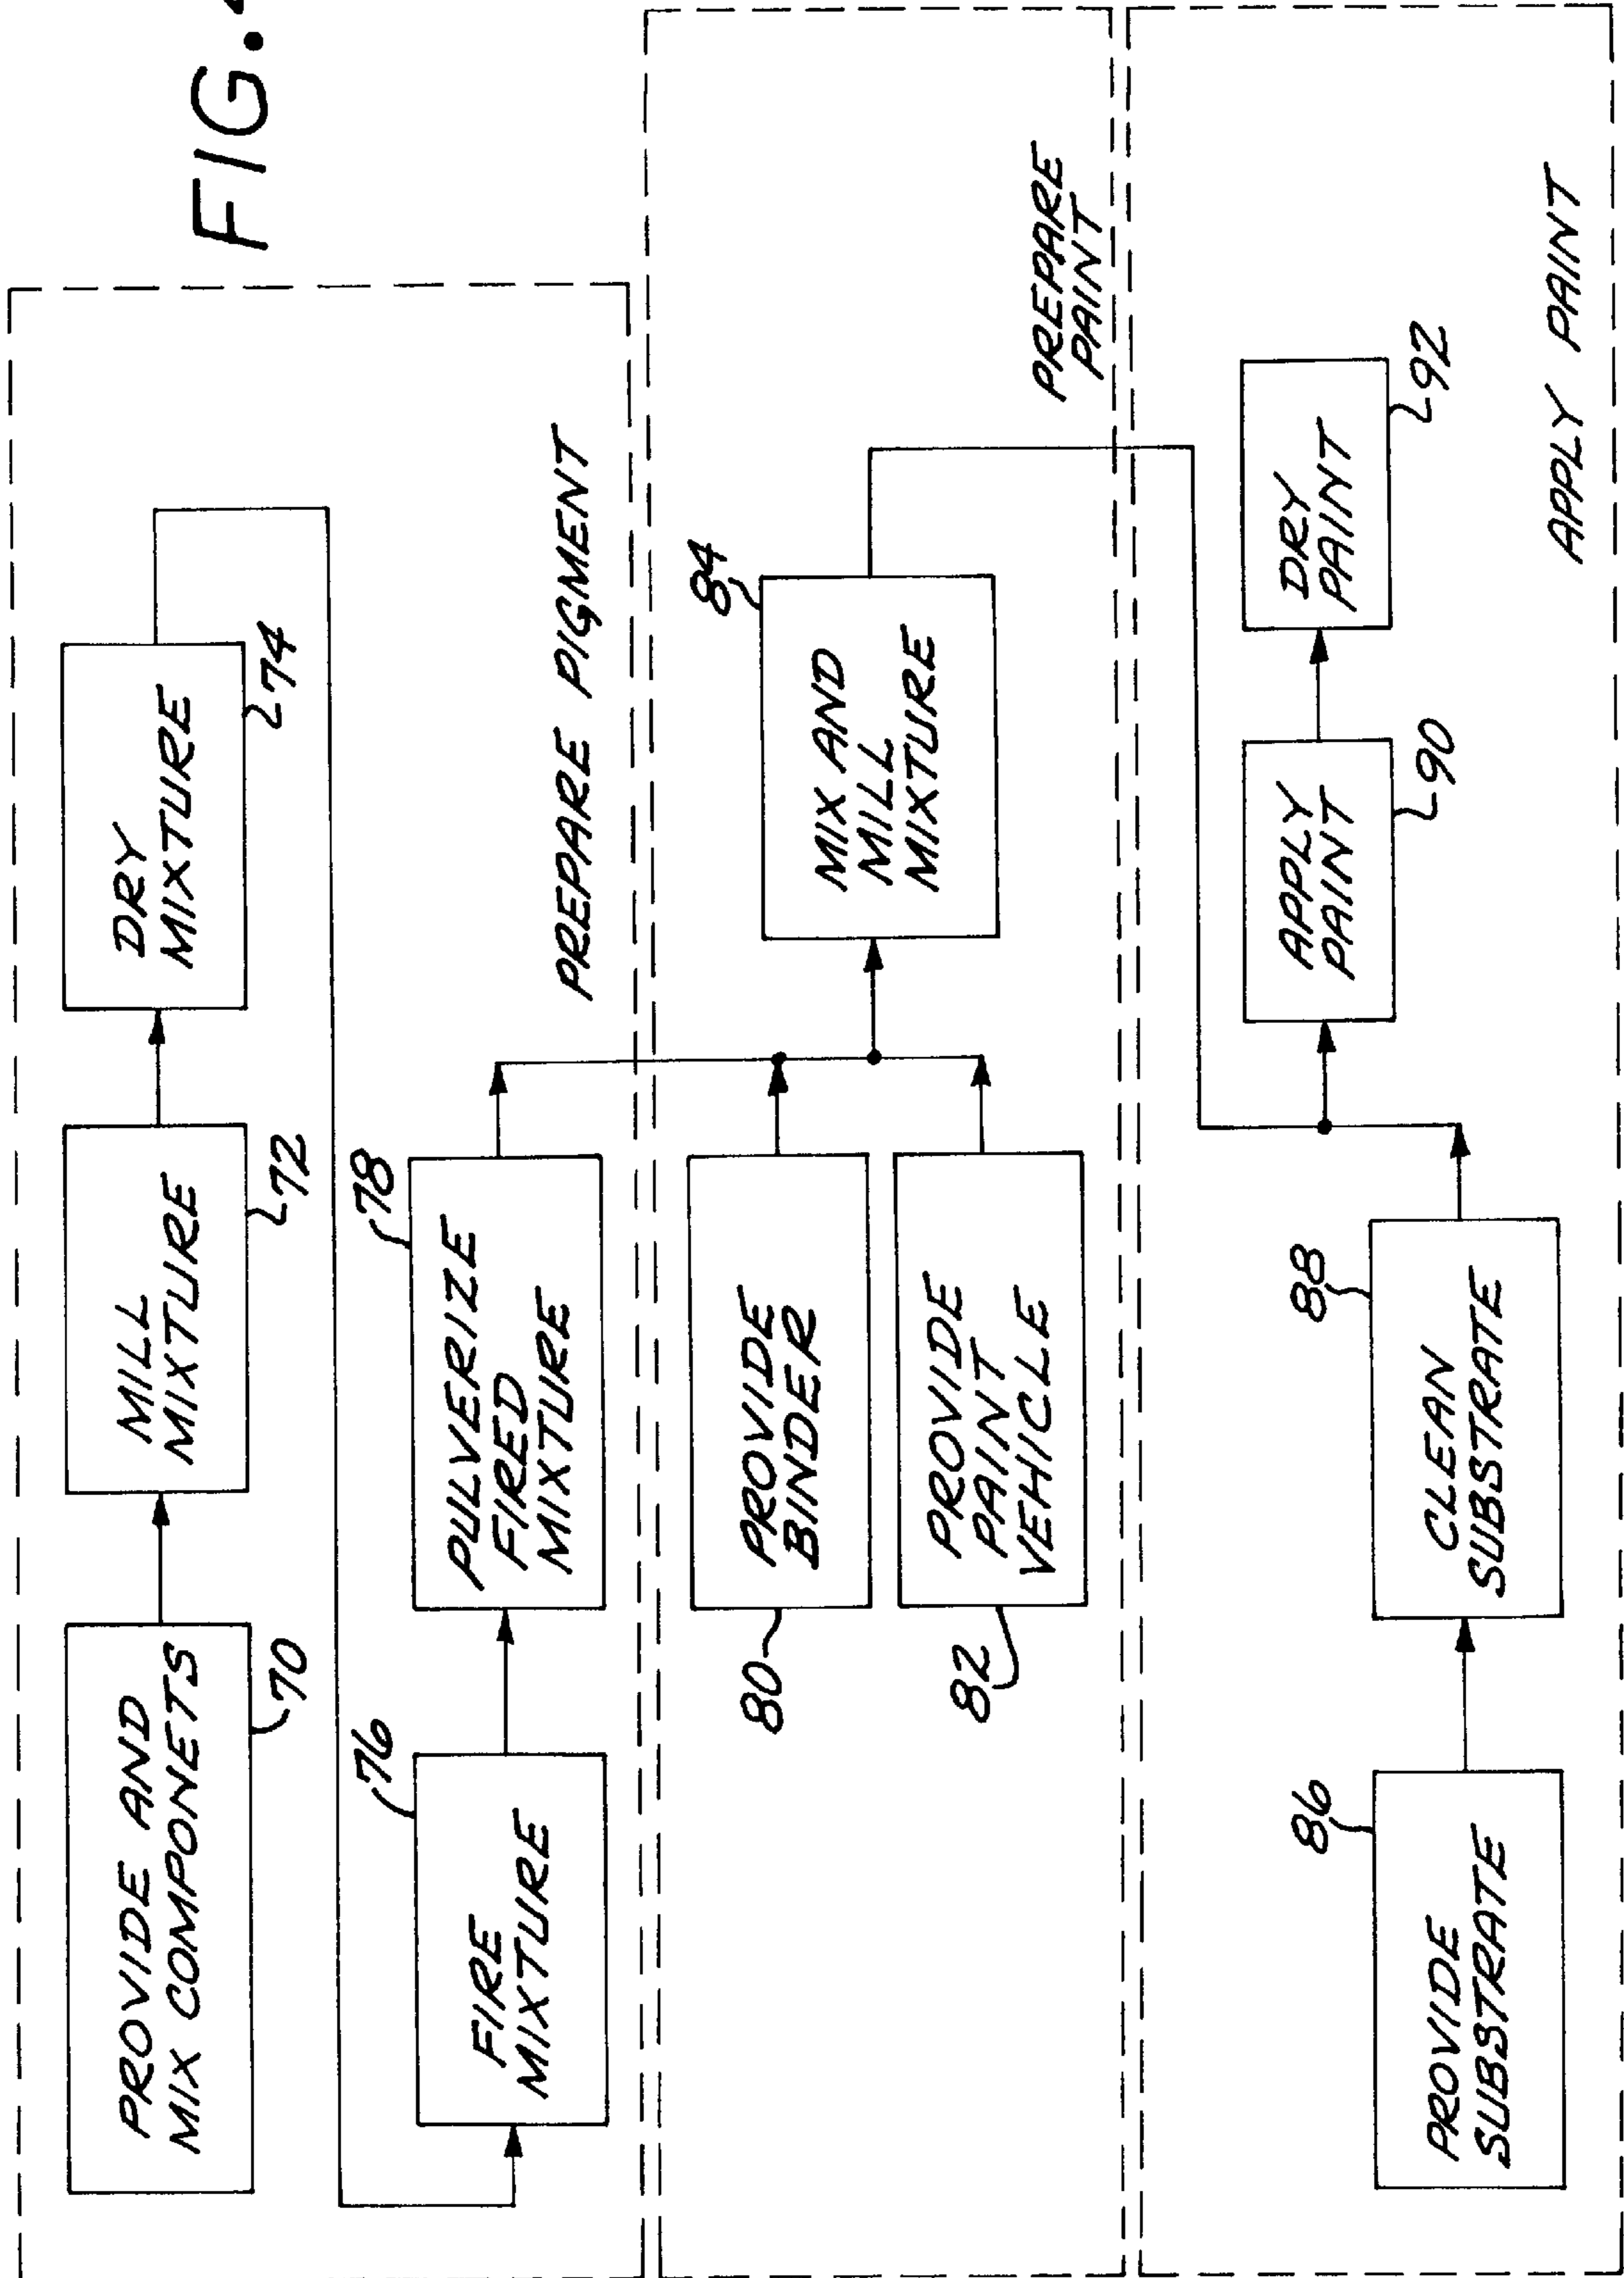 FIG.
PROVIDE AND
MIX COMPONETS
70
MILL
MIXTURE
72
DRY
MIXTURE
74
FIRE
MIXTURE
76
PULVERIZE
FIRED
MIXTURE
78
PREPARE PIGMENT
PROVIDE
BINDER
80
PROVIDE
PAINT
VEHICLE
82
MIX AND
MILL
MIXTURE
84
PREPARE
PAINT
PROVIDE
SUBSTRATE
86
CLEAN
SUBSTRATE
88
APPLY
PAINT
90
DRY
PAINT
92
APPLY PAINT